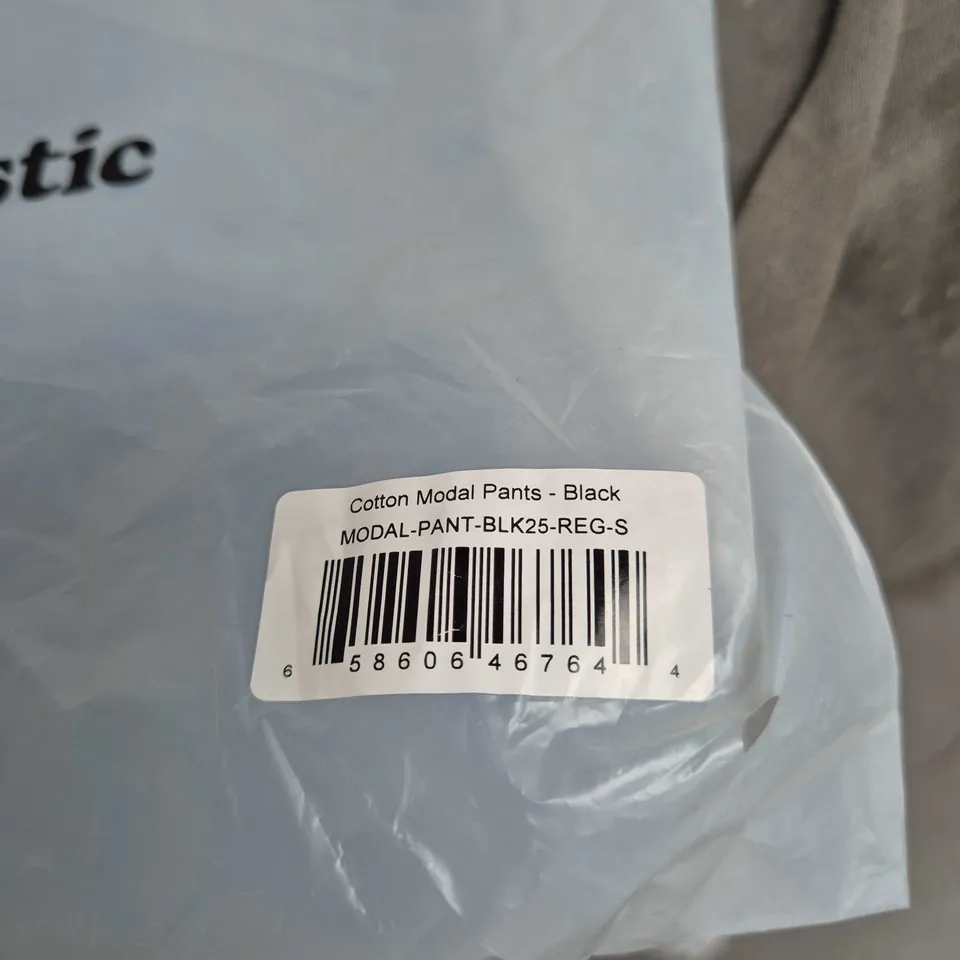 stic
Cotton Modal Pants - Black
MODAL-PANT-BLK25-REG-S
6 58606 46764 4